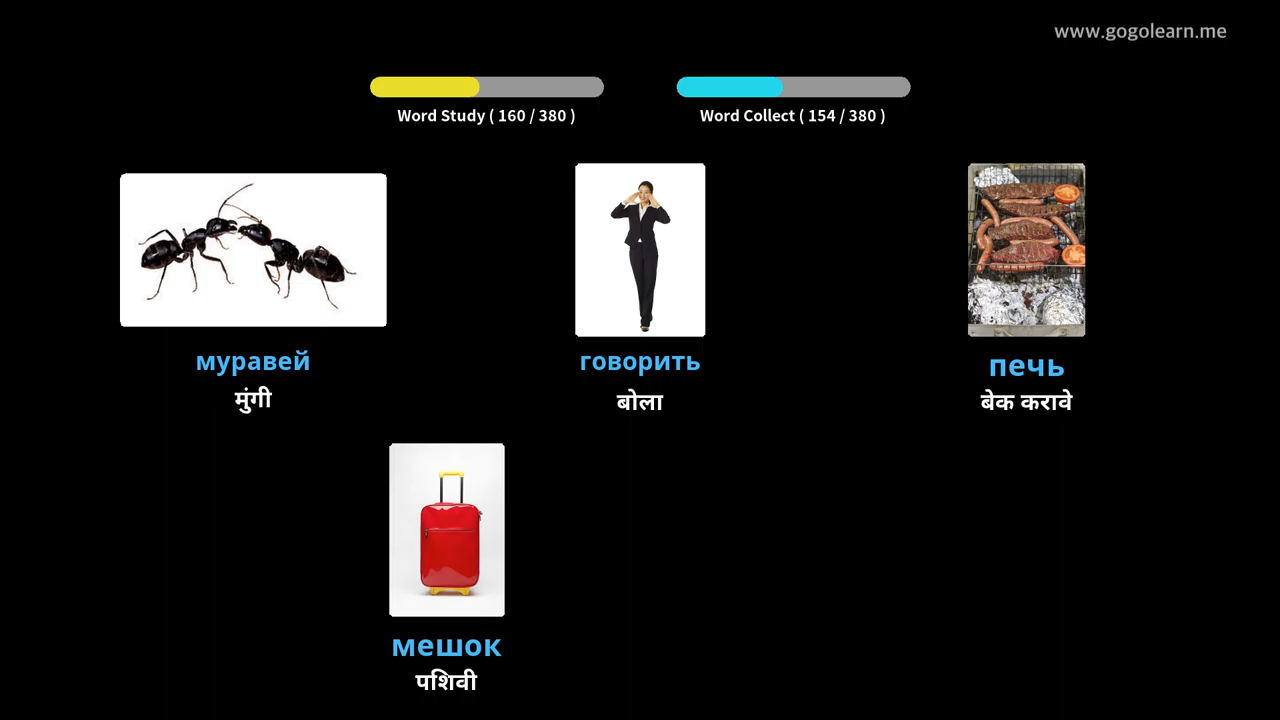 www.gogolearn.me
Word Study ( 160 / 380 )
Word Collect ( 154 / 380 )
муравей
मुंगी
говорить
बोला
печь
बेक करावे
мешок
पशिवी